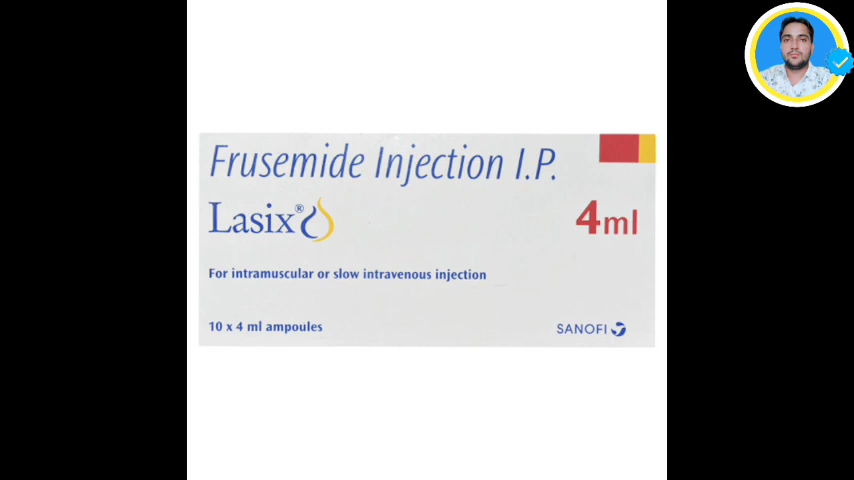 Frusemide Injection I.P.
Lasix®
4ml
For intramuscular or slow intravenous injection
10 x 4 ml ampoules
SANOFI